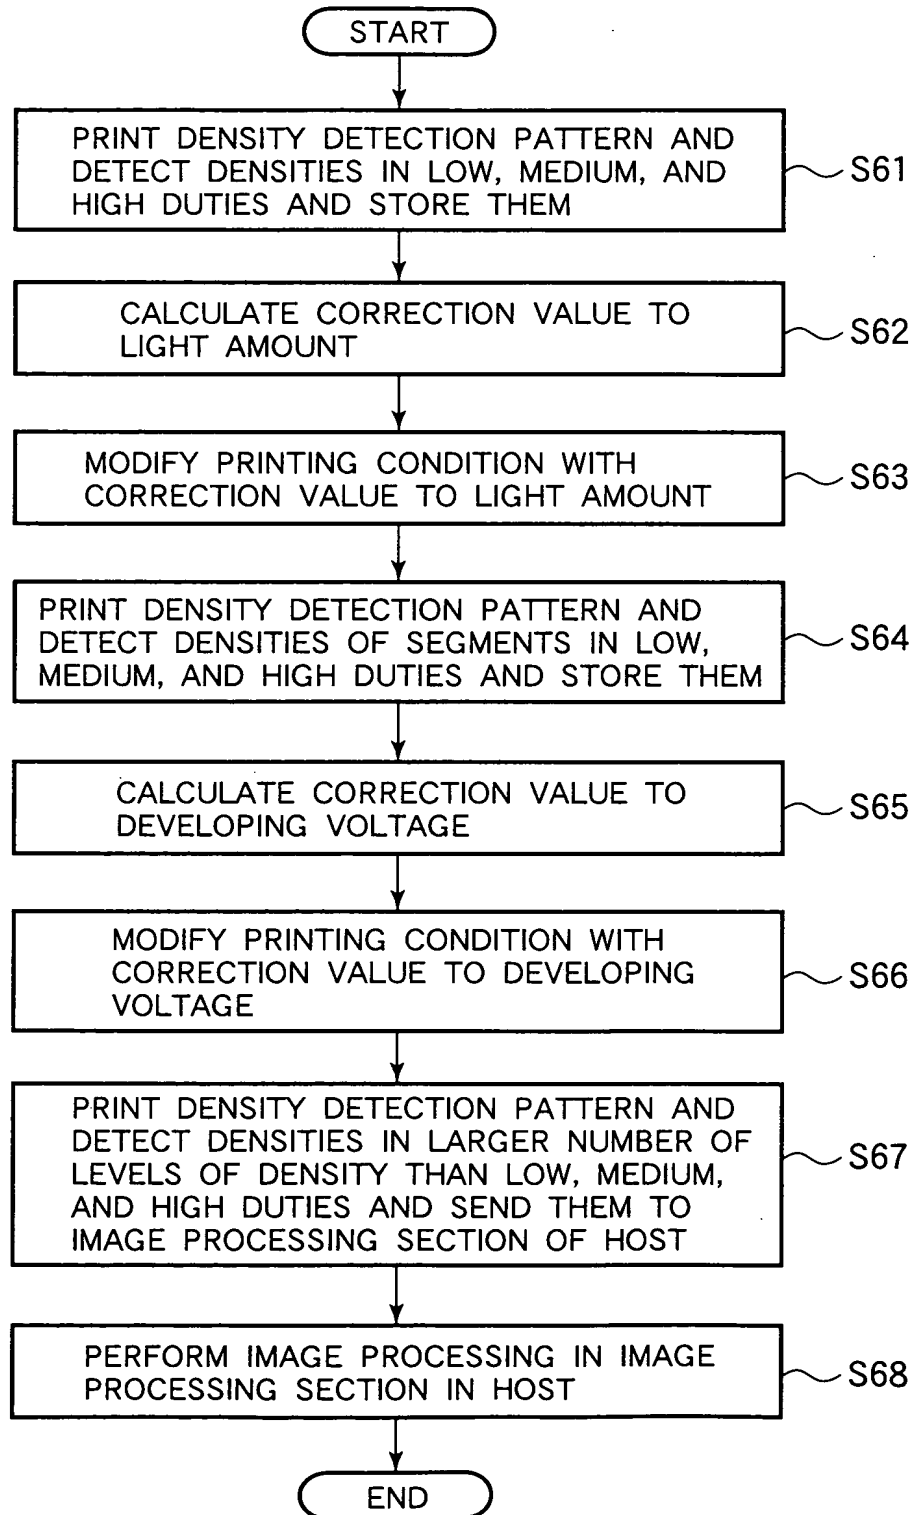 START
PRINT DENSITY DETECTION PATTERN AND
DETECT DENSITIES IN LOW, MEDIUM, AND
HIGH DUTIES AND STORE THEM
S61
CALCULATE CORRECTION VALUE TO
LIGHT AMOUNT
S62
MODIFY PRINTING CONDITION WITH
CORRECTION VALUE TO LIGHT AMOUNT
S63
PRINT DENSITY DETECTION PATTERN AND
DETECT DENSITIES OF SEGMENTS IN LOW,
MEDIUM, AND HIGH DUTIES AND STORE THEM
S64
CALCULATE CORRECTION VALUE TO
DEVELOPING VOLTAGE
S65
MODIFY PRINTING CONDITION WITH
CORRECTION VALUE TO DEVELOPING
VOLTAGE
S66
PRINT DENSITY DETECTION PATTERN AND
DETECT DENSITIES IN LARGER NUMBER OF
LEVELS OF DENSITY THAN LOW, MEDIUM,
AND HIGH DUTIES AND SEND THEM TO
IMAGE PROCESSING SECTION OF HOST
S67
PERFORM IMAGE PROCESSING IN IMAGE
PROCESSING SECTION IN HOST
S68
END